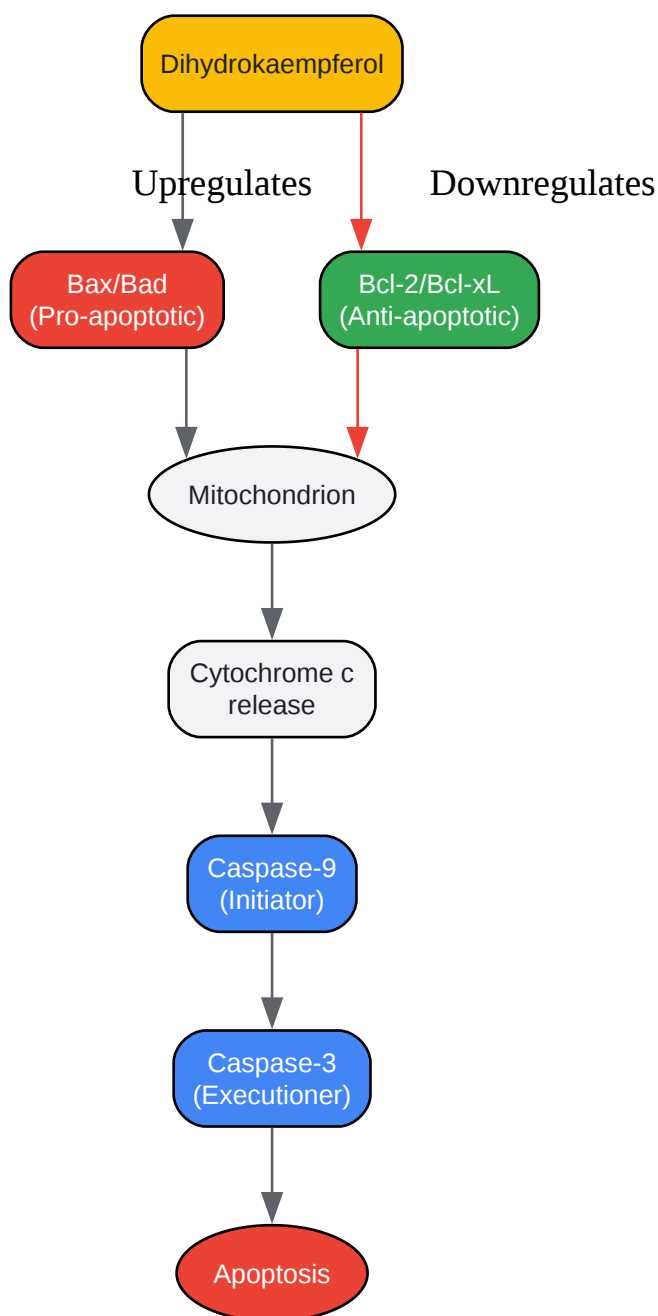 Dihydrokaempferol
Upregulates
Downregulates
Bax/Bad
(Pro-apoptotic)
Bcl-2/Bcl-xL
(Anti-apoptotic)
Mitochondrion
Cytochrome c
release
Caspase-9
(Initiator)
Caspase-3
(Executioner)
Apoptosis